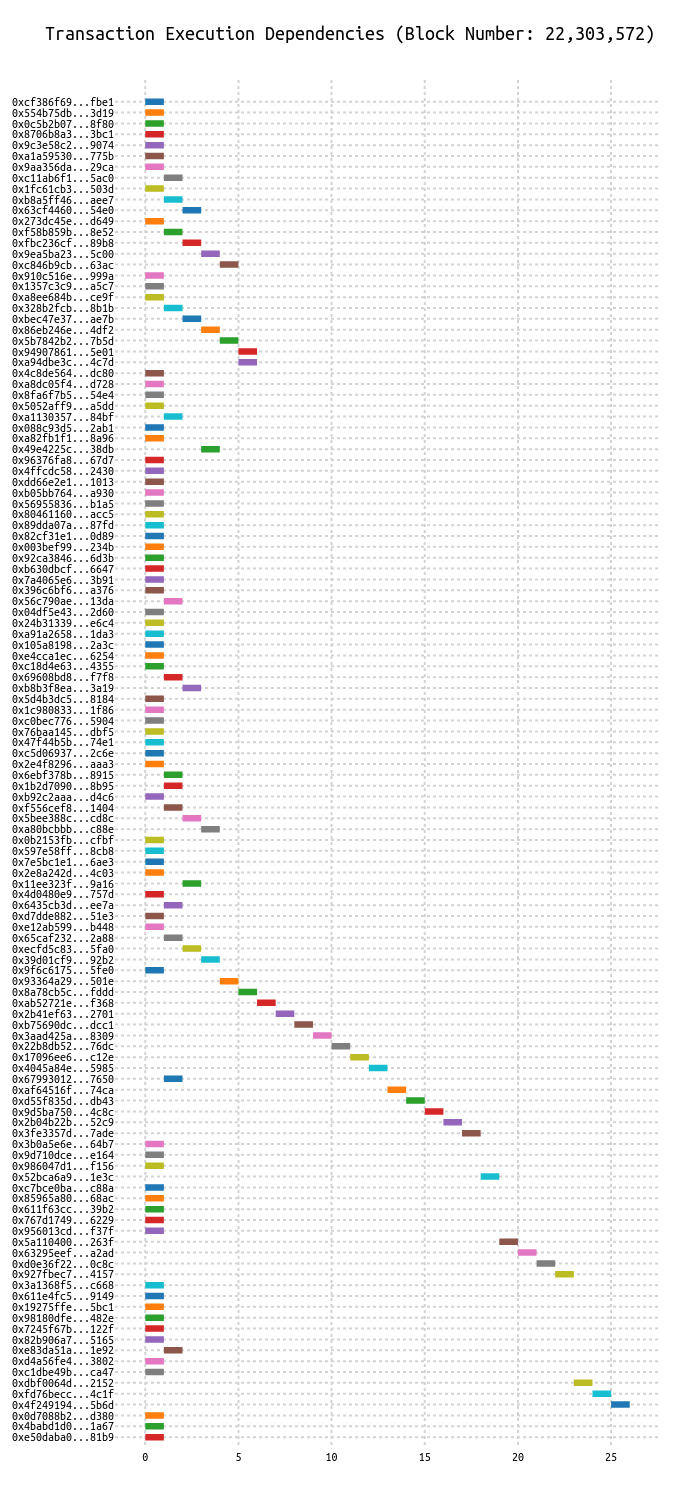 Transaction Execution Dependencies (Block Number: 22,303,572)
0xcf386f69...fbe1
0x554b75db...3d19
0x0c5b2b07...8f80
0x8706b8a3...3bc1
0x9c3e58c2...9074
0xa1a59530...775b
0x9aa356da...29ca
0xc11ab6f1...5ac0
0x1fc61cb3...503d
0xb8a5ff46...aee7
0x63cf4460...54e0
0x273dc45e...d649
0xf58b859b...8e52
0xfbc236cf...89b8
0x9ea5ba23...5c00
0xc846b9cb...63ac
0x910c516e...999a
0x1357c3c9...a5c7
0xa8ee684b...ce9f
0x328b2fcb...8b1b
0xbec47e37...ae7b
0x86eb246e...4df2
0x5b7842b2...7b5d
0x94907861...5e01
0xa94dbe3c...4c7d
0x4c8de564...dc80
0xa8dc05f4...d728
0x8fa6f7b5...54e4
0x5052aff9...a5dd
0xa1130357...84bf
0x088c93d5...2ab1
0xa82fb1f1...8a96
0x49e4225c...38db
0x96376fa8...67d7
0x4ffcdc58...2430
0xdd66e2e1...1013
0xb05bb764...a930
0x56955836...b1a5
0x80461160...acc5
0x89dda07a...87fd
0x82cf31e1...0d89
0x003bef99...234b
0x92ca3846...6d3b
0xb630dbcf...6647
0x7a4065e6...3b91
0x396c6bf6...a376
0x56c790ae...13da
0x04df5e43...2d60
0x24b31339...e6c4
0xa91a2658...1da3
0x105a8198...2a3c
0xe4cca1ec...6254
0xc18d4e63...4355
0x69608bd8...f7f8
0xb8b3f8ea...3a19
0x5d4b3dc5...8184
0x1c980833...1f86
0xc0bec776...5904
0x76baa145...dbf5
0x47f44b5b...74e1
0xc5d06937...2c6e
0x2e4f8296...aaa3
0x6ebf378b...8915
0x1b2d7090...8b95
0xb92c2aaa...d4c6
0xf556cef8...1404
0x5bee388c...cd8c
0xa80bcbbb...c88e
0x0b2153fb...cfbf
0x597e58ff...8cb8
0x7e5bc1e1...6ae3
0x2e8a242d...4c03
0x11ee323f...9a16
0x4d0480e9...757d
0x6435cb3d...ee7a
0xd7dde882...51e3
0xe12ab599...b448
0x65caf232...2a88
0xecfd5c83...5fa0
0x39d01cf9...92b2
0x9f6c6175...5fe0
0x93364a29...501e
0x8a78cb5c...fddd
0xab52721e...f368
0x2b41ef63...2701
0xb75690dc...dcc1
0x3aad425a...8309
0x22b8db52...76dc
0x17096ee6...c12e
0x4045a84e...5985
0x67993012...7650
0xaf64516f...74ca
0xd55f835d...db43
0x9d5ba750...4c8c
0x2b04b22b...52c9
0x3fe3357d...7ade
0x3b0a5e6e...64b7
0x9d710dce...e164
0x986047d1...f156
0x52bca6a9...1e3c
0xc7bce0ba...c88a
0x85965a80...68ac
0x611f63cc...39b2
0x767d1749...6229
0x956013cd...f37f
0x5a110400...263f
0x63295eef...a2ad
0xd0e36f22...0c8c
0x927fbec7...4157
0x3a1368f5...c668
0x611e4fc5...9149
0x19275ffe...5bc1
0x98180dfe...482e
0x7245f67b...122f
0x82b906a7...5165
0xe83da51a...1e92
0xd4a56fe4...3802
0xc1dbe49b...ca47
0xdbf0064d...2152
0xfd76becc...4c1f
0x4f249194...5b6d
0x0d7088b2...d380
0x4babd1d0...1a67
0xe50daba0...81b9
0 5 10 15 20 25